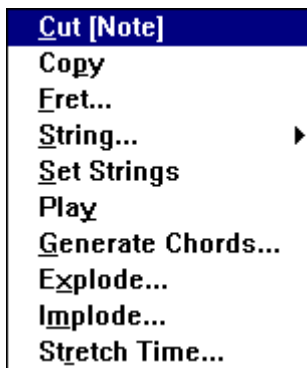 Cut [Note]
Copy
Fret...
String...
Set Strings
Play
Generate Chords...
Explode...
Implode...
Stretch Time...